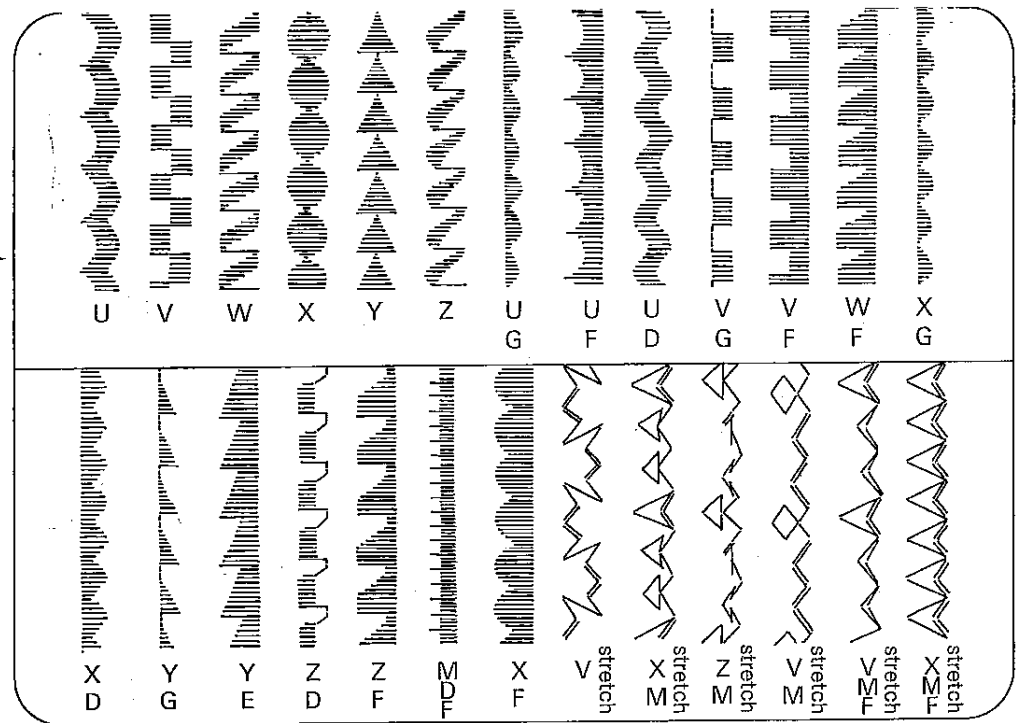 U V W X Y Z U U U V V W X
G F D G F F G
X Y Y Z Z M X V stretch X stretch Z stretch V stretch V stretch X stretch
D G E D F D F M M M M M
F F F